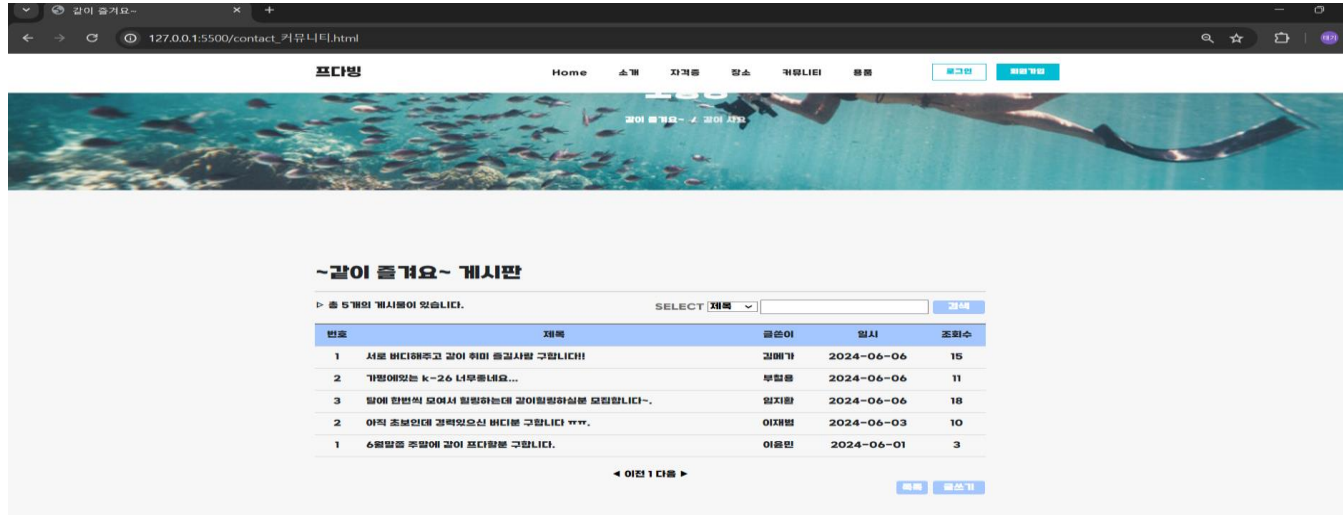 같이 즐겨요~
127.0.0.1:5500/contact_커뮤니티.html
프다빙 Home 소개 자격증 장소 커뮤니티 용품 로그인 회원가입
같이 즐겨요~ / 같이 사요
~같이 즐겨요~ 게시판
▷ 총 5개의 게시물이 있습니다. SELECT 제목 검색
번호 제목 글쓴이 일시 조회수
1 서로 버디해주고 같이 취미 즐길사람 구합니다!! 김메가 2024-06-06 15
2 가평에있는 k-26 너무좋네요... 부힐용 2024-06-06 11
3 달에 한번씩 모여서 힐링하는데 같이힐링하실분 모집합니다~. 임지환 2024-06-06 18
2 아직 초보인데 경력있으신 버디분 구합니다 ㅠㅠ. 이재범 2024-06-03 10
1 6월말쯤 주말에 같이 프다할분 구합니다. 이용민 2024-06-01 3
◄ 이전 1 다음 ►
목록 글쓰기